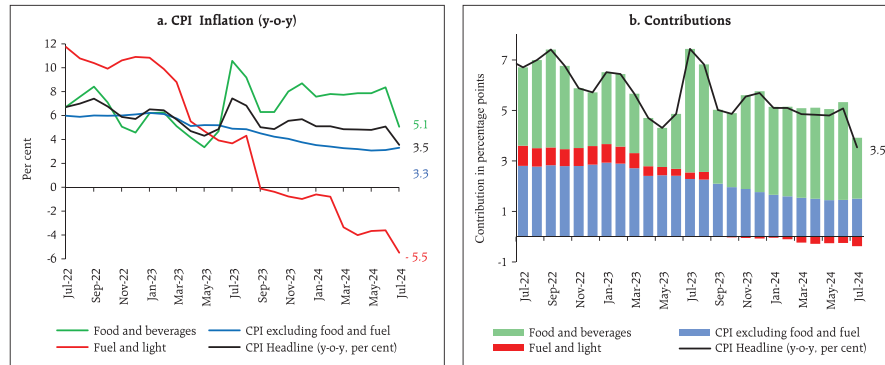 a. CPI Inflation (y-o-y)
Per cent
12
10
8
6
4
2
0
-2
-4
-6
5.1
3.5
3.3
- 5.5
Jul-22
Sep-22
Nov-22
Jan-23
Mar-23
May-23
Jul-23
Sep-23
Nov-23
Jan-24
Mar-24
May-24
Jul-24
Food and beverages
CPI excluding food and fuel
Fuel and light
CPI Headline (y-o-y, per cent)
b. Contributions
Contribution in percentage points
7
5
3
1
-1
3.5
Jul-22
Sep-22
Nov-22
Jan-23
Mar-23
May-23
Jul-23
Sep-23
Nov-23
Jan-24
Mar-24
May-24
Jul-24
Food and beverages
CPI excluding food and fuel
Fuel and light
CPI Headline (y-o-y, per cent)